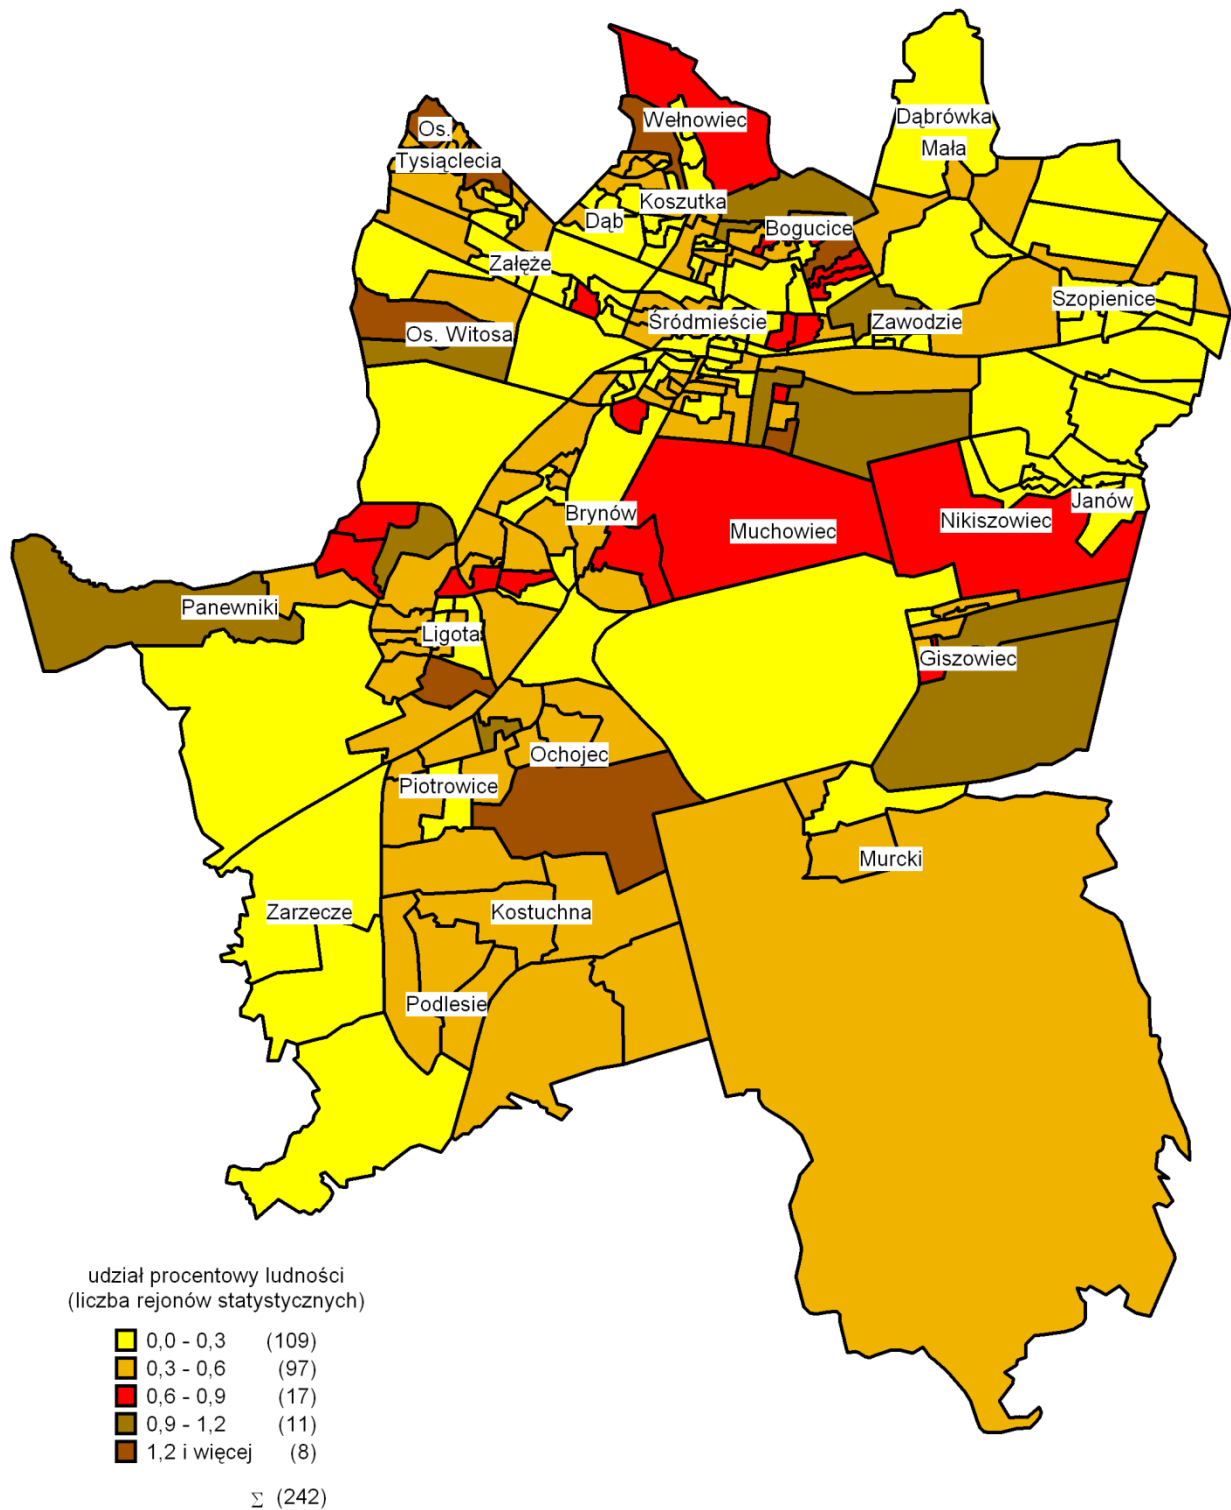 Os.
Tysiąclecia
Wełnowiec
Dąbrówka
Mała
Koszutka
Dąb
Bogucice
Załęże
Szopienice
Os. Witosa
Śródmieście
Zawodzie
Brynów
Muchowiec
Nikiszowiec
Janów
Panewniki
Ligota
Giszowiec
Ochojec
Piotrowice
Murcki
Zarzecze
Kostuchna
Podlesie
udział procentowy ludności
(liczba rejonów statystycznych)
0,0 - 0,3 (109)
0,3 - 0,6 (97)
0,6 - 0,9 (17)
0,9 - 1,2 (11)
1,2 i więcej (8)
Σ (242)